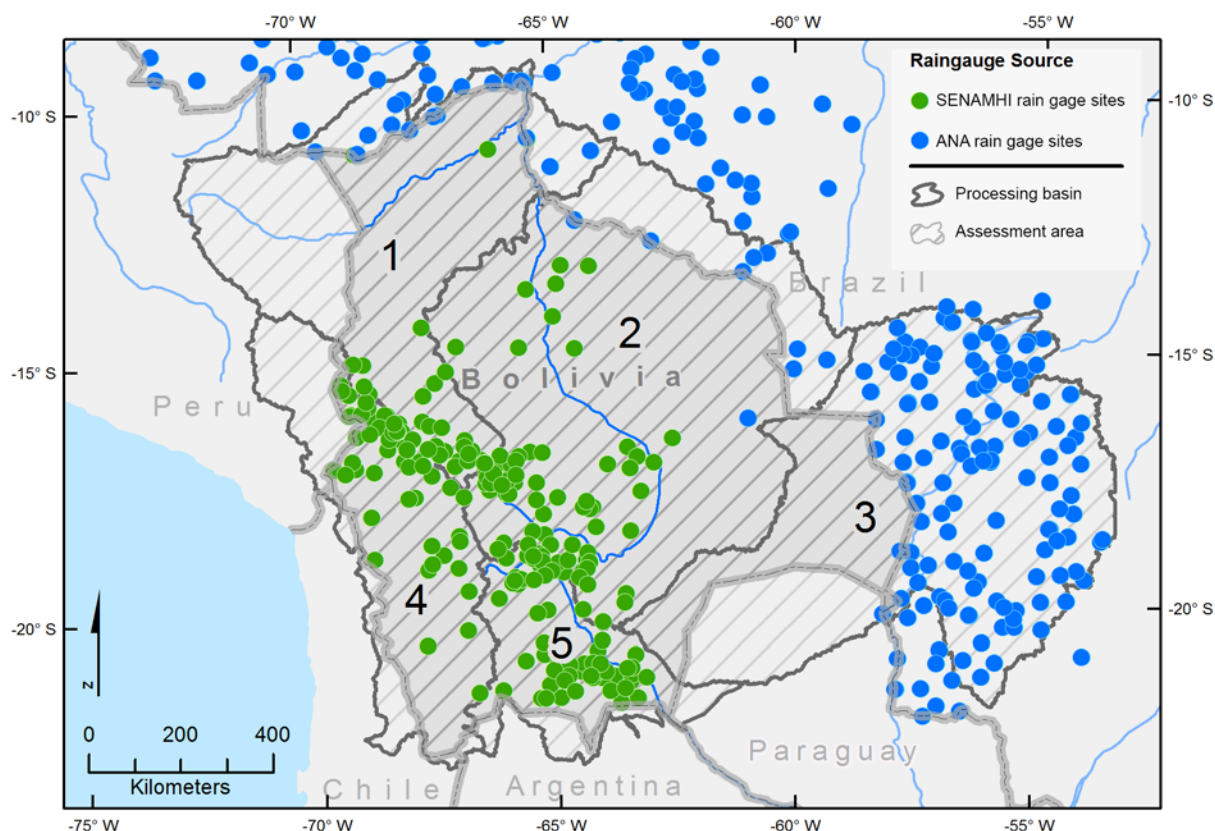 -70° W
-65° W
-60° W
-55° W
Raingauge Source
SENAMHI rain gage sites
ANA rain gage sites
Processing basin
Assessment area
-10° S
-10° S
1
2
Brazil
-15° S
-15° S
Bolivia
Peru
3
4
5
-20° S
-20° S
N
0 200 400
Kilometers
Paraguay
Chile
Argentina
-75° W
-70° W
-65° W
-60° W
-55° W